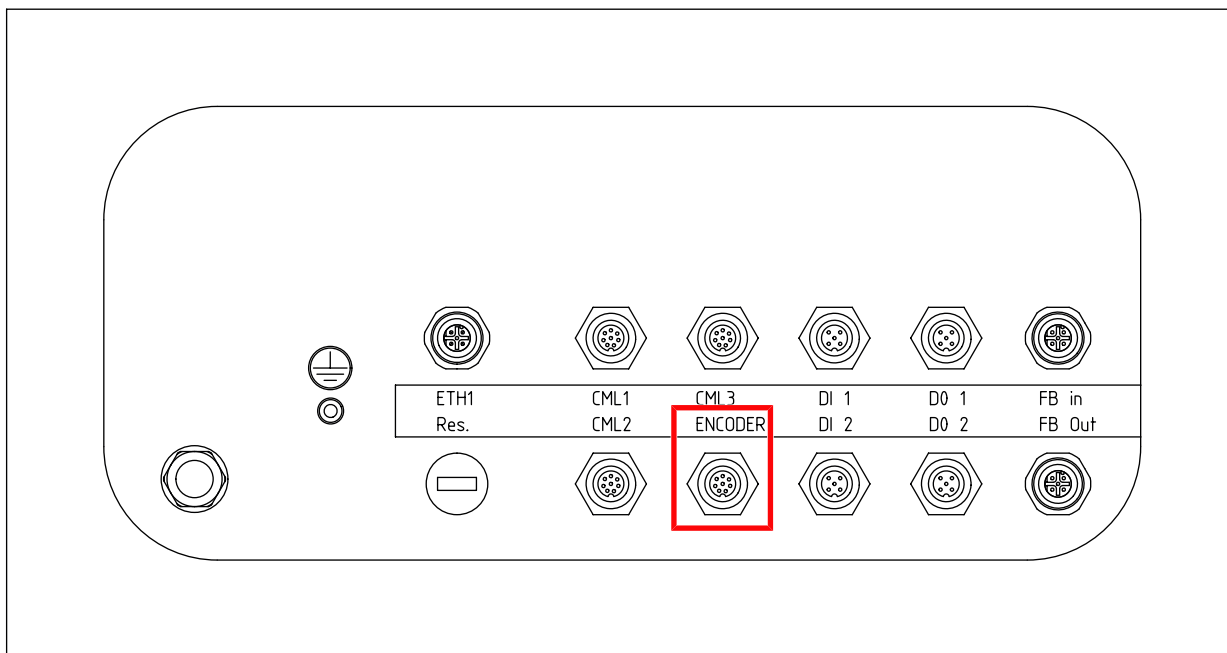 ETH1 CML1 CML3 DI 1 DO 1 FB in
Res. CML2 ENCODER DI 2 DO 2 FB Out